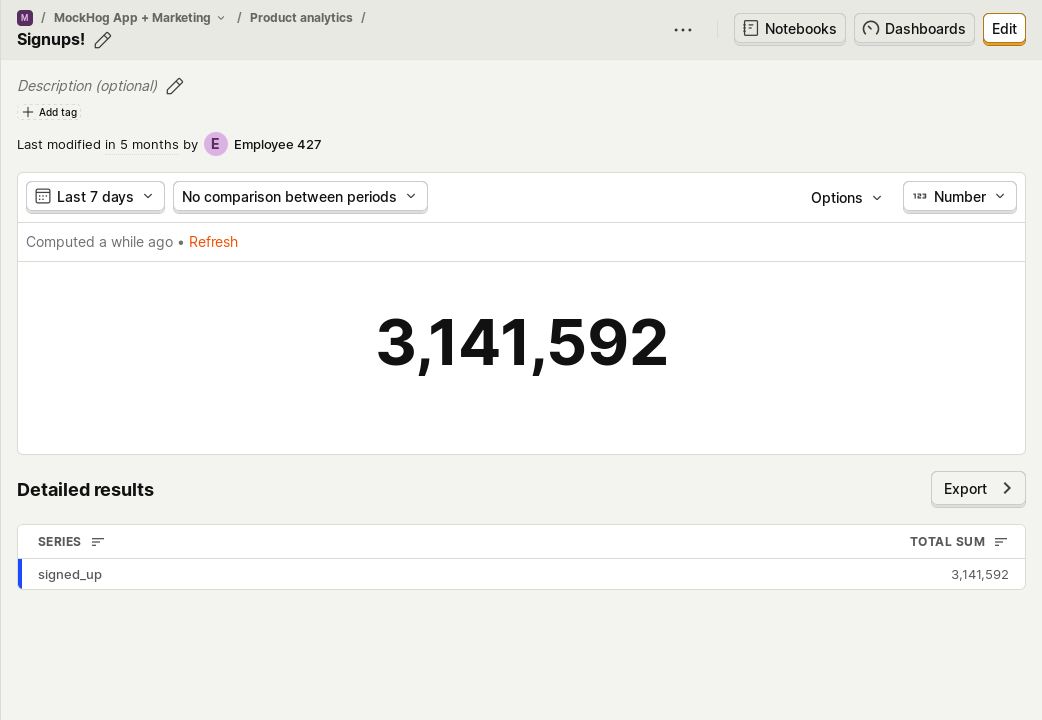 M / MockHog App + Marketing / Product analytics /
Signups!
Notebooks
Dashboards
Edit
Description (optional)
Add tag
Last modified in 5 months by E Employee 427
Last 7 days
No comparison between periods
Options
123 Number
Computed a while ago • Refresh
3,141,592
Detailed results
Export
SERIES
TOTAL SUM
signed_up
3,141,592